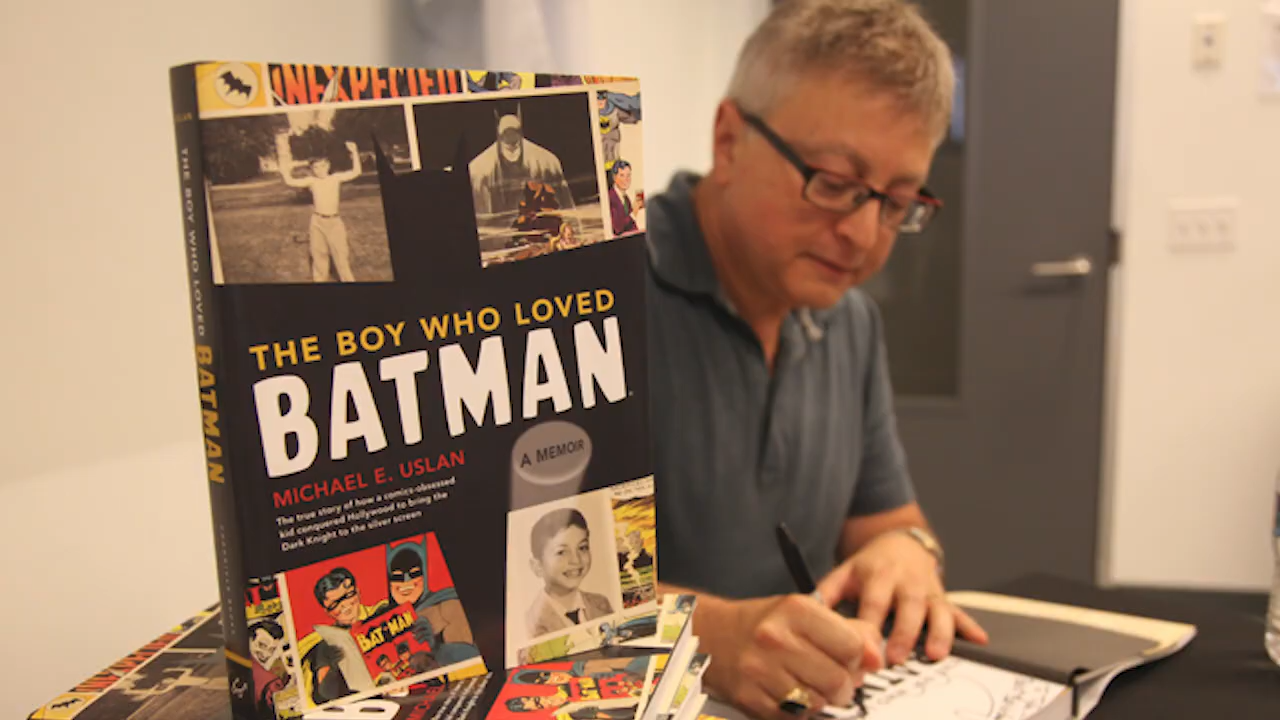 INEXPECTED
THE BOY WHO LOVED
BATMAN
MICHAEL E. USLAN
A MEMOIR
The true story of how a comics-obsessed
kid conquered Hollywood to bring the
Dark Knight to the silver screen
BATMAN
THE BOY WHO LOVED BATMAN